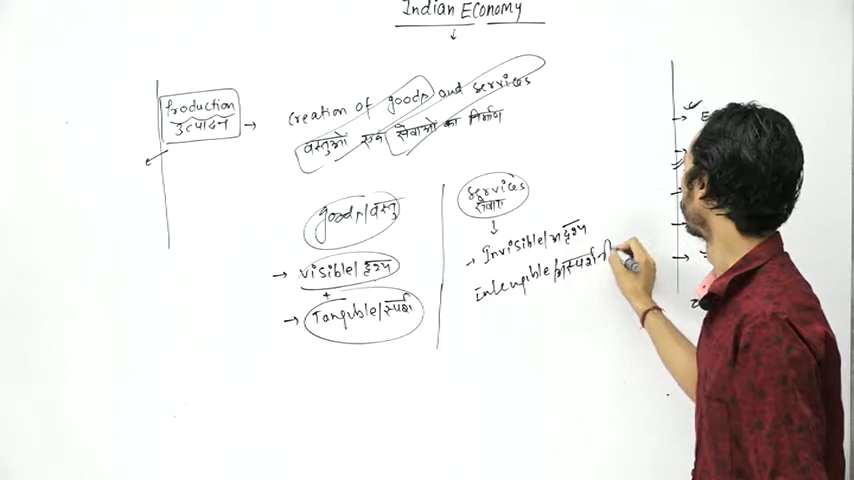 Indian Economy
Production
उत्पादन
Creation of goods and services
वस्तुओं एवं सेवाओं का निर्माण
goods/वस्तु
visible/दृश्य
+
Tangible/स्पर्श
Services
सेवाएं
Invisible/अदृश्य
Intengible/अस्पर्शनी